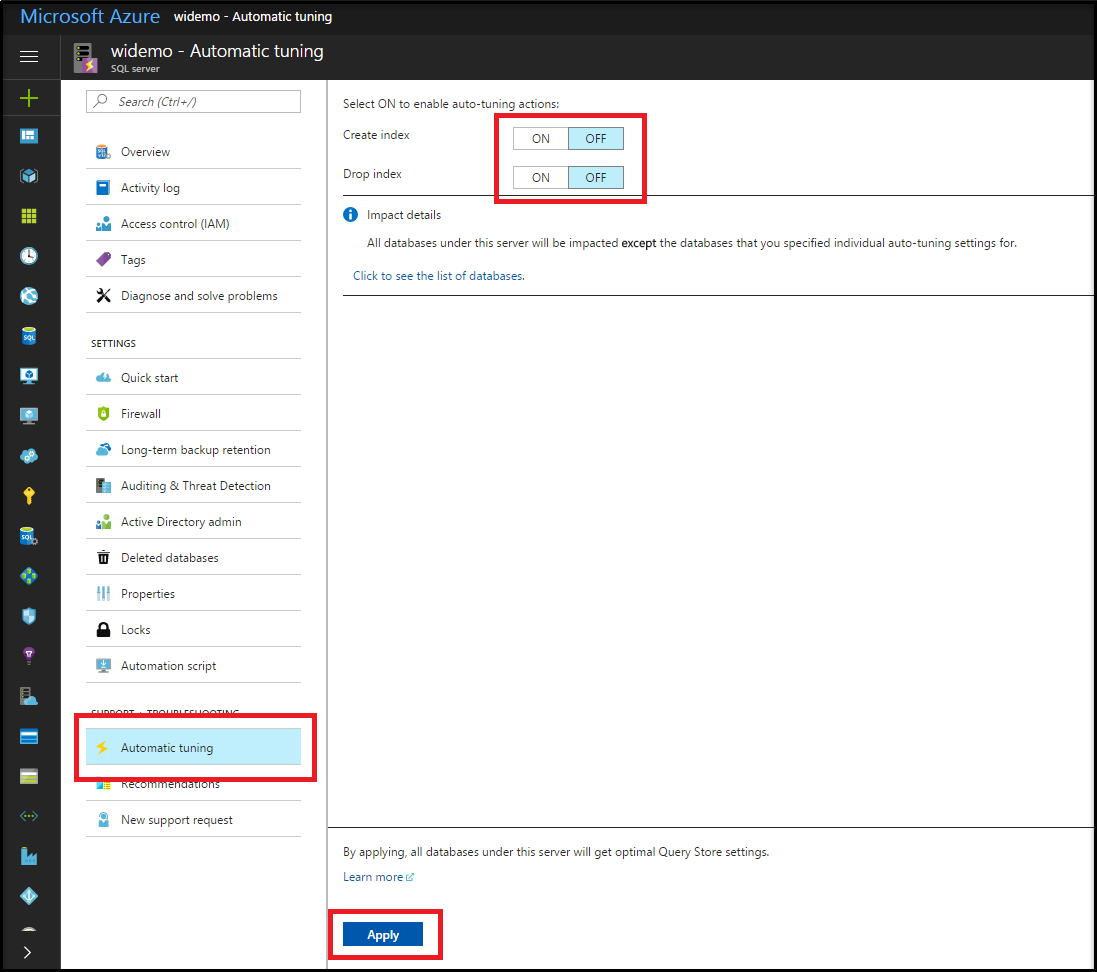 Microsoft Azure widemo - Automatic tuning
widemo - Automatic tuning
SQL server
Search (Ctrl+/)
Overview
Activity log
Access control (IAM)
Tags
Diagnose and solve problems
SETTINGS
Quick start
Firewall
Long-term backup retention
Auditing & Threat Detection
Active Directory admin
Deleted databases
Properties
Locks
Automation script
SUPPORT + TROUBLESHOOTING
Automatic tuning
Recommendations
New support request
Select ON to enable auto-tuning actions:
Create index ON OFF
Drop index ON OFF
Impact details
All databases under this server will be impacted except the databases that you specified individual auto-tuning settings for.
Click to see the list of databases.
By applying, all databases under this server will get optimal Query Store settings.
Learn more
Apply